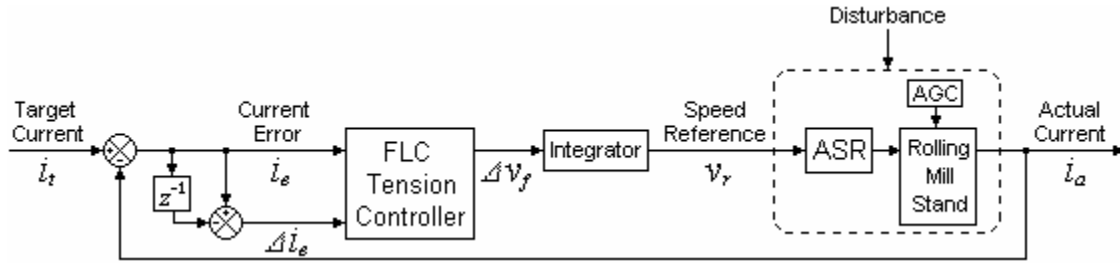 Disturbance
Target
Current
Current
Error
Speed
Reference
AGC
Actual
Current
+
−
FLC
Tension
Controller
Integrator
ASR
Rolling
Mill
Stand
i_t
i_e
Δv_f
v_r
i_a
z⁻¹
+
−
Δi_e